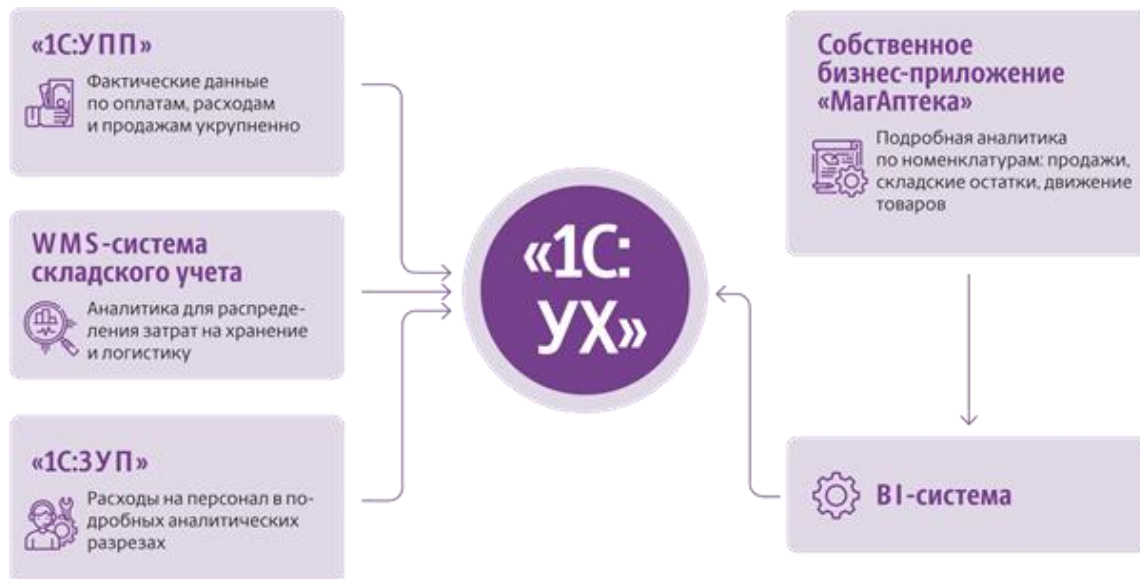 «1С:УПП»
Фактические данные
по оплатам, расходам
и продажам укрупненно
WMS-система
складского учета
Аналитика для распреде-
ления затрат на хранение
и логистику
«1С:ЗУП»
Расходы на персонал в по-
дробных аналитических
разрезах
«1С:
УХ»
Собственное
бизнес-приложение
«МагАптека»
Подробная аналитика
по номенклатурам: продажи,
складские остатки, движение
товаров
BI-система